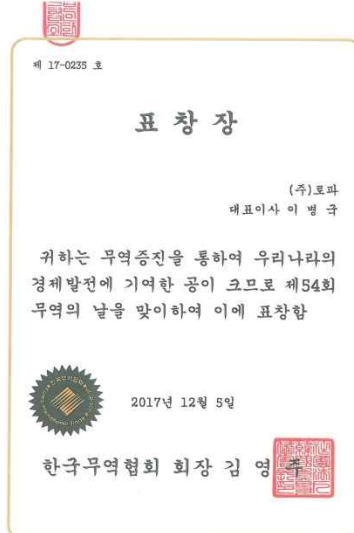 제 17-0235 호
표 창 장
(주)로파
대표이사 이 병 국
귀하는 무역증진을 통하여 우리나라의
경제발전에 기여한 공이 크므로 제54회
무역의 날을 맞이하여 이에 표창함
2017년 12월 5일
한국무역협회 회장 김 영 주